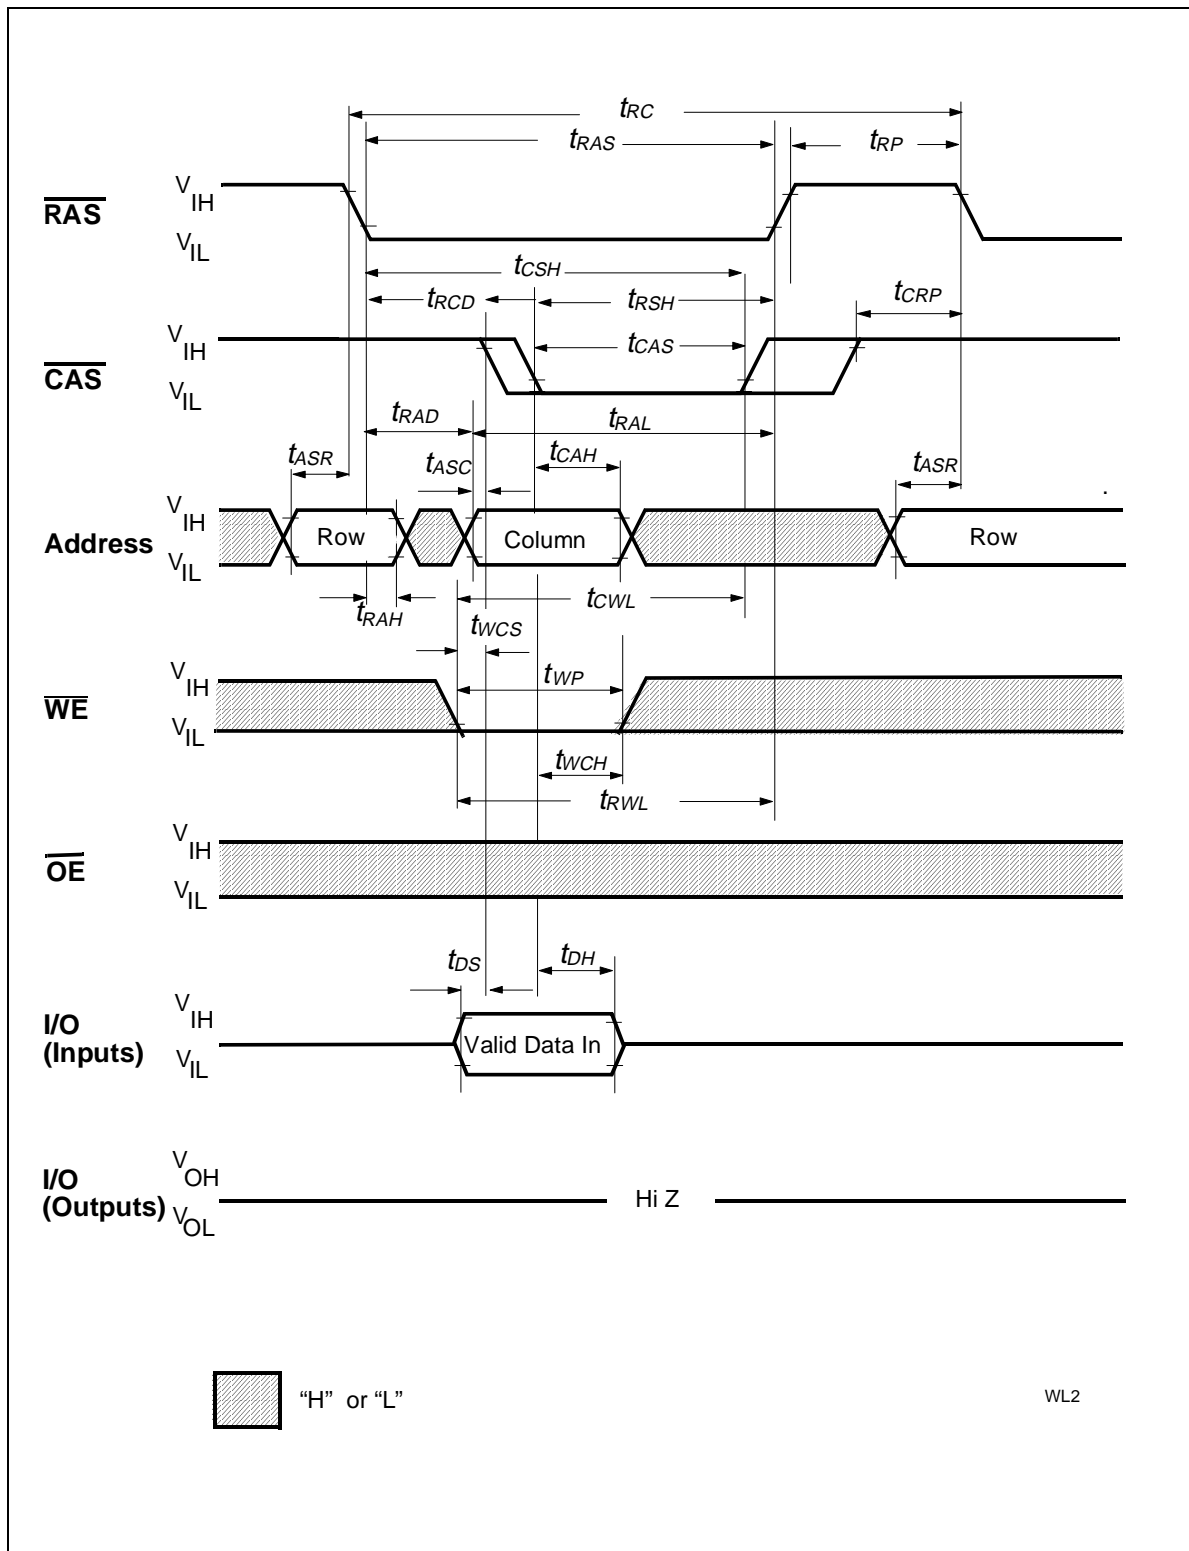 tRC
tRAS
tRP
RAS
VIH
VIL
tCSH
tRCD
tRSH
tCRP
CAS
VIH
VIL
tCAS
tRAD
tRAL
tASR
tASC
tCAH
tASR
Address
VIH
VIL
Row
Column
Row
.
tRAH
tCWL
tWCS
WE
VIH
VIL
tWP
tWCH
tRWL
OE
VIH
VIL
tDS
tDH
I/O
(Inputs)
VIH
VIL
Valid Data In
I/O
(Outputs)
VOH
VOL
Hi Z
“H” or “L”
WL2